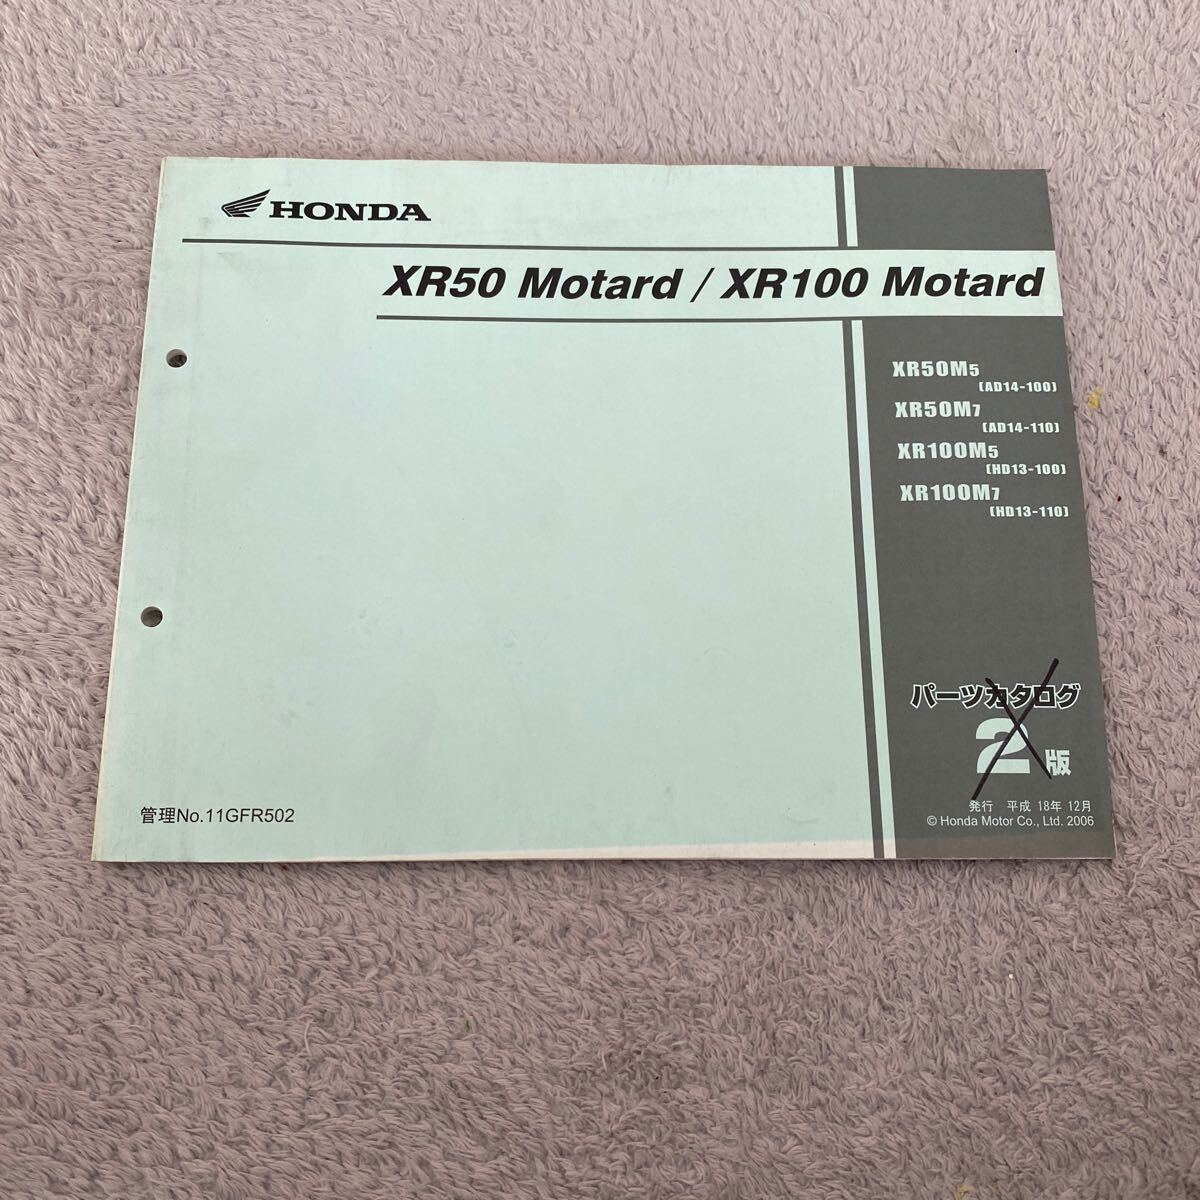 HONDA
XR50 Motard / XR100 Motard
XR50M5
(AD14-100)
XR50M7
(AD14-110)
XR100M5
(HD13-100)
XR100M7
(HD13-110)
パーツカタログ
2版
発行 平成 18年 12月
© Honda Motor Co., Ltd. 2006
管理No.11GFR502